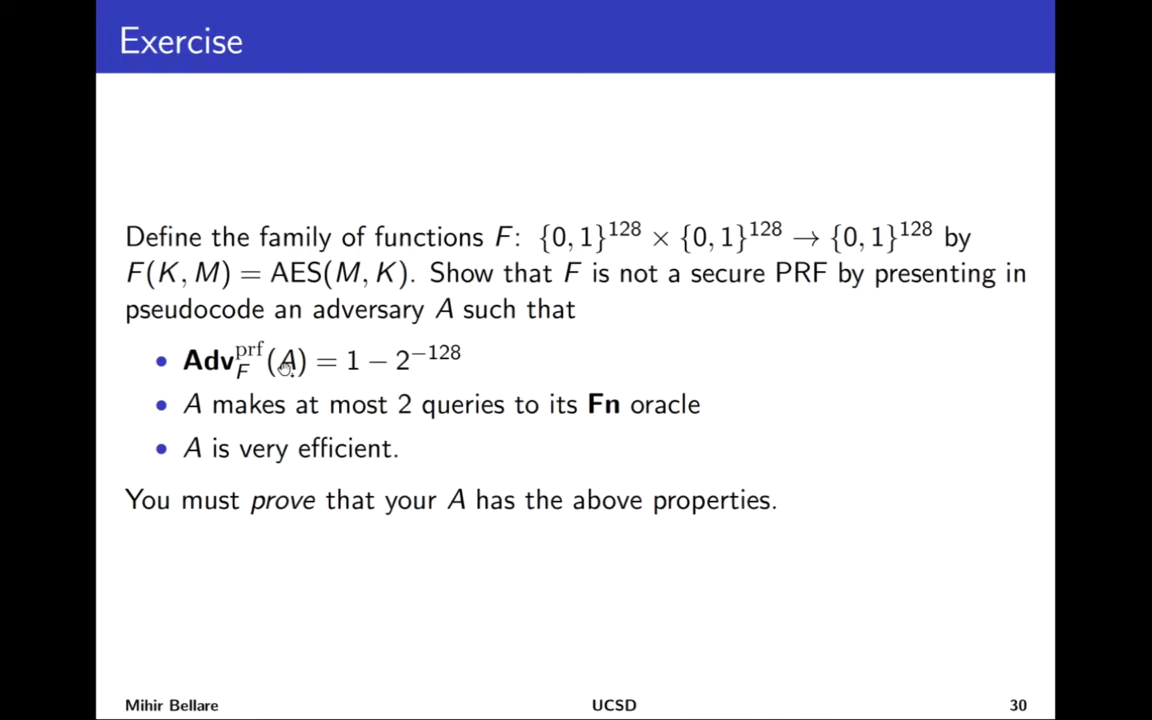 Exercise
Define the family of functions F: {0, 1}¹²⁸ × {0, 1}¹²⁸ → {0, 1}¹²⁸ by
F(K, M) = AES(M, K). Show that F is not a secure PRF by presenting in
pseudocode an adversary A such that
• Adv_F^prf(A) = 1 − 2⁻¹²⁸
• A makes at most 2 queries to its Fn oracle
• A is very efficient.
You must prove that your A has the above properties.
Mihir Bellare UCSD 30